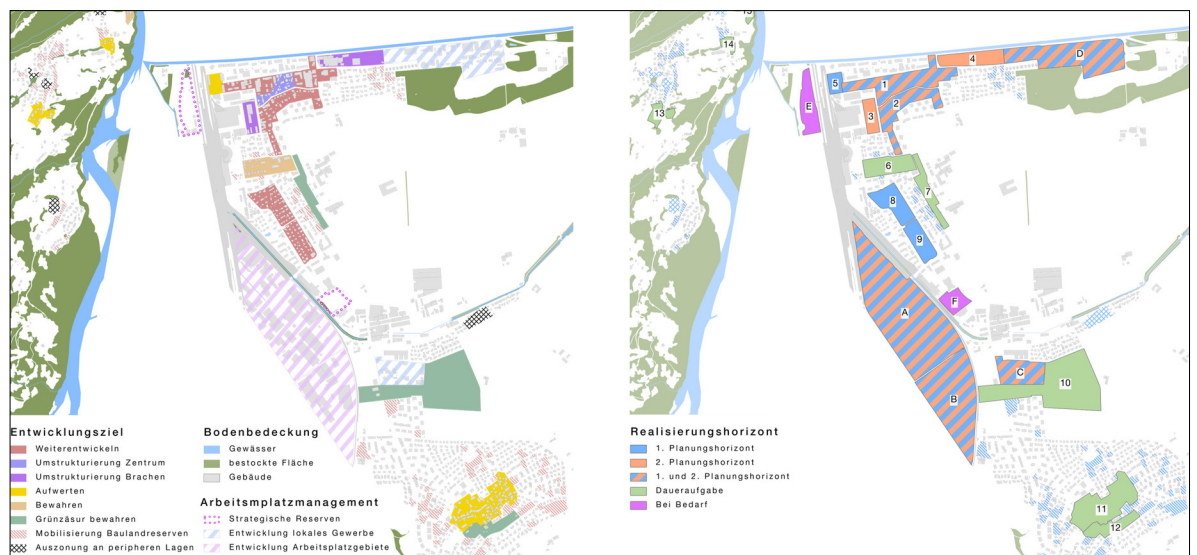 Entwicklungsziel
Weiterentwickeln
Umstrukturierung Zentrum
Umstrukturierung Brachen
Aufwerten
Bewahren
Grünzäsur bewahren
Mobilisierung Baulandreserven
Auszonung an peripheren Lagen
Bodenbedeckung
Gewässer
bestockte Fläche
Gebäude
Arbeitsmplatzmanagement
Strategische Reserven
Entwicklung lokales Gewerbe
Entwicklung Arbeitsplatzgebiete
14
13
E
5
1
1
4
D
2
3
6
7
8
9
F
A
B
C
10
11
12
Realisierungshorizont
1. Planungshorizont
2. Planungshorizont
1. und 2. Planungshorizont
Daueraufgabe
Bei Bedarf